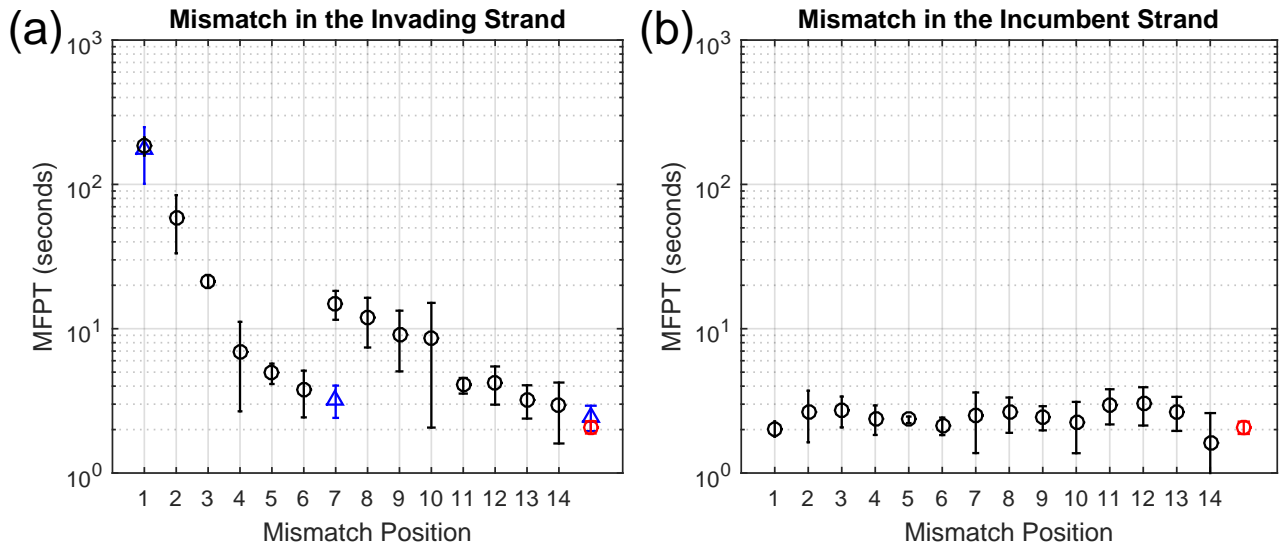 (a) Mismatch in the Invading Strand
10^3
10^2
10^1
10^0
MFPT (seconds)
1 2 3 4 5 6 7 8 9 10 11 12 13 14
Mismatch Position
(b) Mismatch in the Incumbent Strand
10^3
10^2
10^1
10^0
MFPT (seconds)
1 2 3 4 5 6 7 8 9 10 11 12 13 14
Mismatch Position